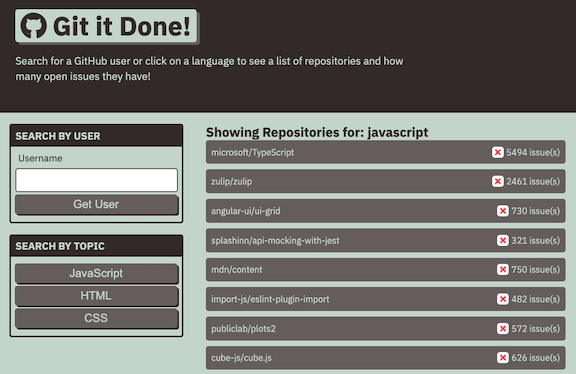 Git it Done!
Search for a GitHub user or click on a language to see a list of repositories and how
many open issues they have!
SEARCH BY USER
Username
Get User
SEARCH BY TOPIC
JavaScript
HTML
CSS
Showing Repositories for: javascript
microsoft/TypeScript 5494 issue(s)
zulip/zulip 2461 issue(s)
angular-ui/ui-grid 730 issue(s)
splashinn/api-mocking-with-jest 321 issue(s)
mdn/content 750 issue(s)
import-js/eslint-plugin-import 482 issue(s)
publiclab/plots2 572 issue(s)
cube-js/cube.js 626 issue(s)